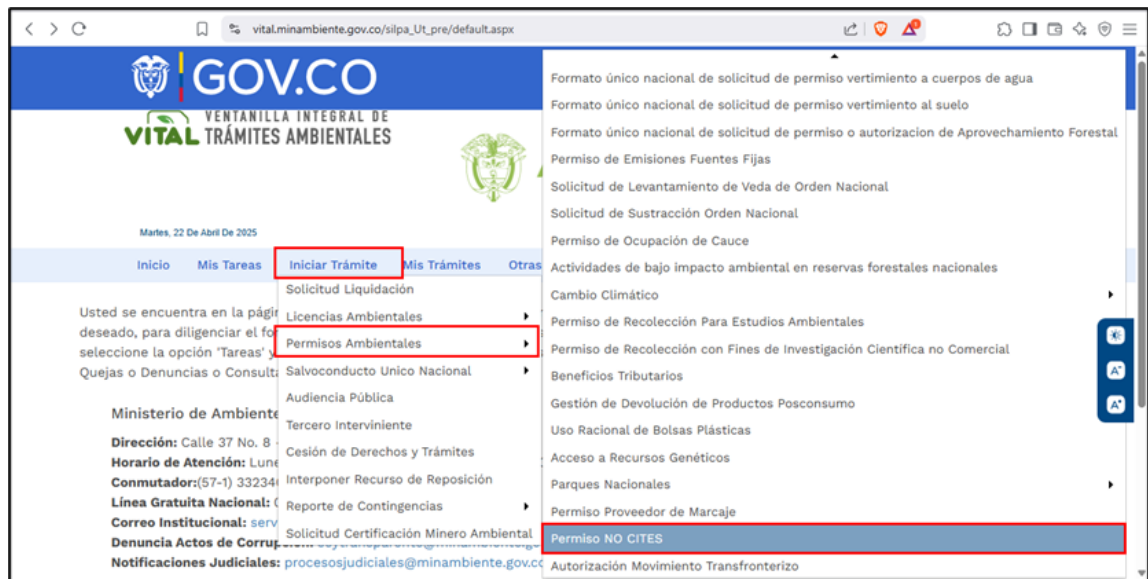 vital.minambiente.gov.co/silpa_Ut_pre/default.aspx
GOV.CO
VENTANILLA INTEGRAL DE
VITAL TRÁMITES AMBIENTALES
Martes, 22 De Abril De 2025
Inicio Mis Tareas Iniciar Trámite Mis Trámites Otras
Solicitud Liquidación
Licencias Ambientales
Permisos Ambientales
Salvoconducto Unico Nacional
Audiencia Pública
Tercero Interviniente
Cesión de Derechos y Trámites
Interponer Recurso de Reposición
Reporte de Contingencias
Solicitud Certificación Minero Ambiental
Formato único nacional de solicitud de permiso vertimiento a cuerpos de agua
Formato único nacional de solicitud de permiso vertimiento al suelo
Formato único nacional de solicitud de permiso o autorizacion de Aprovechamiento Forestal
Permiso de Emisiones Fuentes Fijas
Solicitud de Levantamiento de Veda de Orden Nacional
Solicitud de Sustracción Orden Nacional
Permiso de Ocupación de Cauce
Actividades de bajo impacto ambiental en reservas forestales nacionales
Cambio Climático
Permiso de Recolección Para Estudios Ambientales
Permiso de Recolección con Fines de Investigación Científica no Comercial
Beneficios Tributarios
Gestión de Devolución de Productos Posconsumo
Uso Racional de Bolsas Plásticas
Acceso a Recursos Genéticos
Parques Nacionales
Permiso Proveedor de Marcaje
Permiso NO CITES
Autorización Movimiento Transfronterizo
Usted se encuentra en la
deseado, para diligenciar el
seleccione la opción 'Tareas' y
Quejas o Denuncias o
Ministerio de Ambiente
Dirección: Calle 37 No. 8
Horario de Atención:
Conmutador:(57-1)
Línea Gratuita Nacional:
Correo Institucional:
Denuncia Actos de
Notificaciones Judiciales: procesosjudiciales@minambiente.gov.co